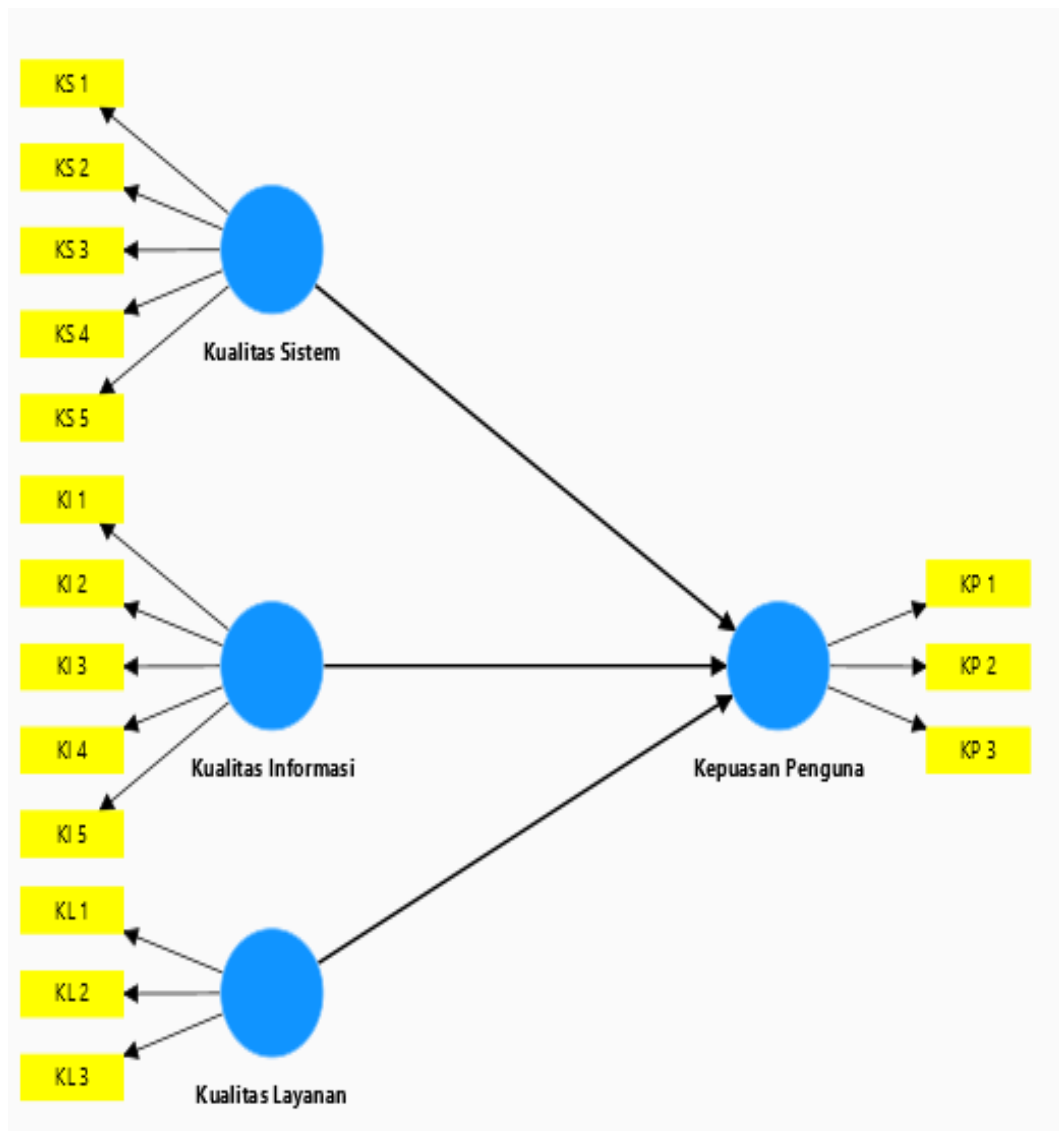 KS 1
KS 2
KS 3
KS 4
KS 5
Kualitas Sistem
KI 1
KI 2
KI 3
KI 4
KI 5
Kualitas Informasi
KL 1
KL 2
KL 3
Kualitas Layanan
Kepuasan Penguna
KP 1
KP 2
KP 3